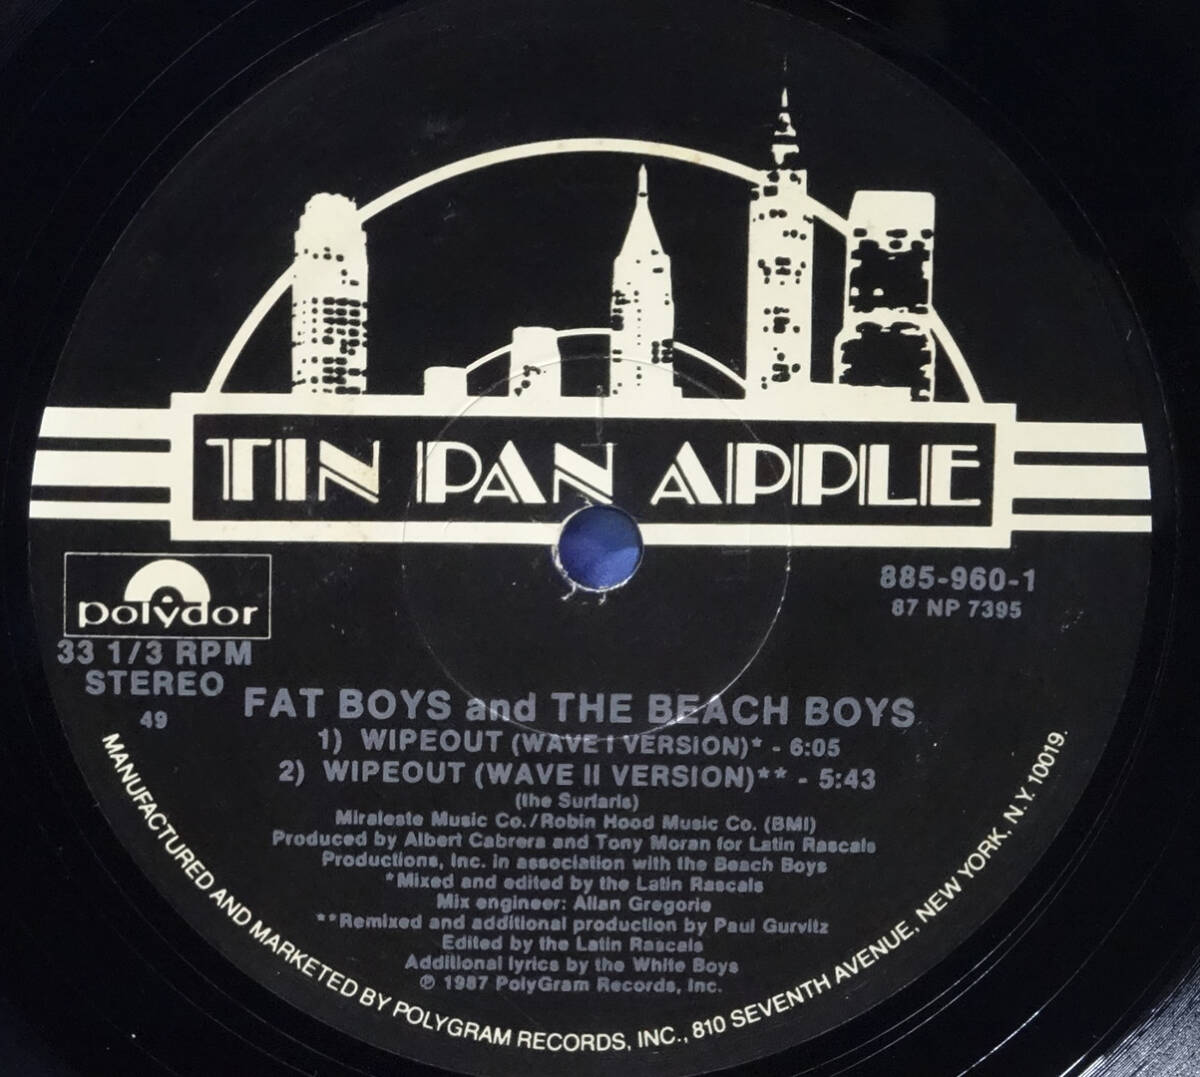 TIN PAN APPLE
polydor
885-960-1
87 NP 7395
33 1/3 RPM
STEREO
49
FAT BOYS and THE BEACH BOYS
1) WIPEOUT (WAVE I VERSION)* - 6:05
2) WIPEOUT (WAVE II VERSION)** - 5:43
(the Surfaris)
Miraleste Music Co./Robin Hood Music Co. (BMI)
Produced by Albert Cabrera and Tony Moran for Latin Rascals
Productions, Inc. in association with the Beach Boys
*Mixed and edited by the Latin Rascals
Mix engineer: Allan Gregorie
**Remixed and additional production by Paul Gurvitz
Edited by the Latin Rascals
Additional lyrics by the White Boys
℗ 1987 PolyGram Records, Inc.
MANUFACTURED AND MARKETED BY POLYGRAM RECORDS, INC., 810 SEVENTH AVENUE, NEW YORK, N.Y. 10019.